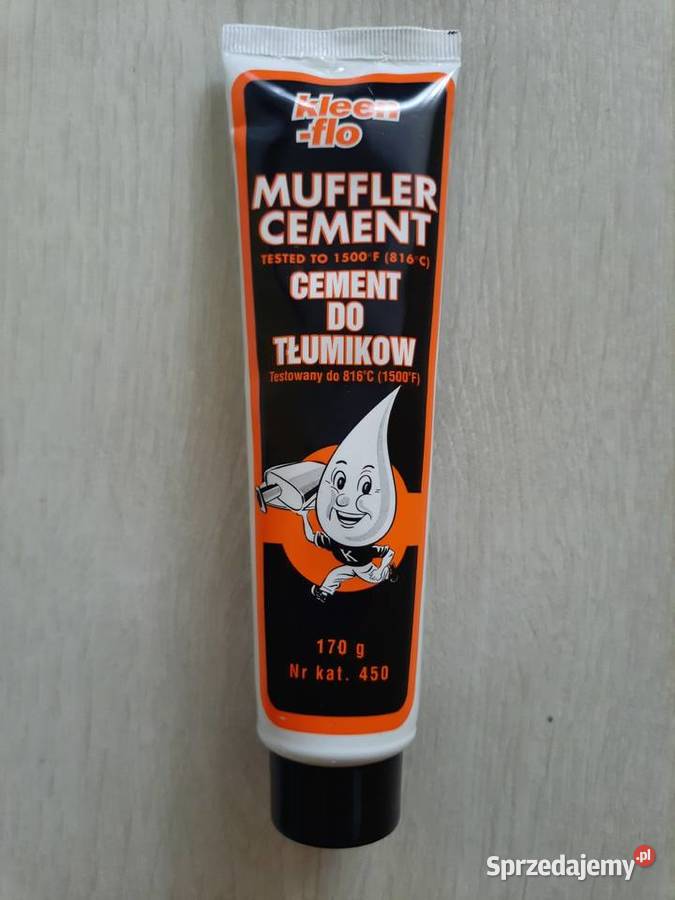 kleen
-flo
MUFFLER
CEMENT
TESTED TO 1500°F (816°C)
CEMENT
DO
TŁUMIKOW
Testowany do 816°C (1500°F)
K
170 g
Nr kat. 450
Sprzedajemy.pl